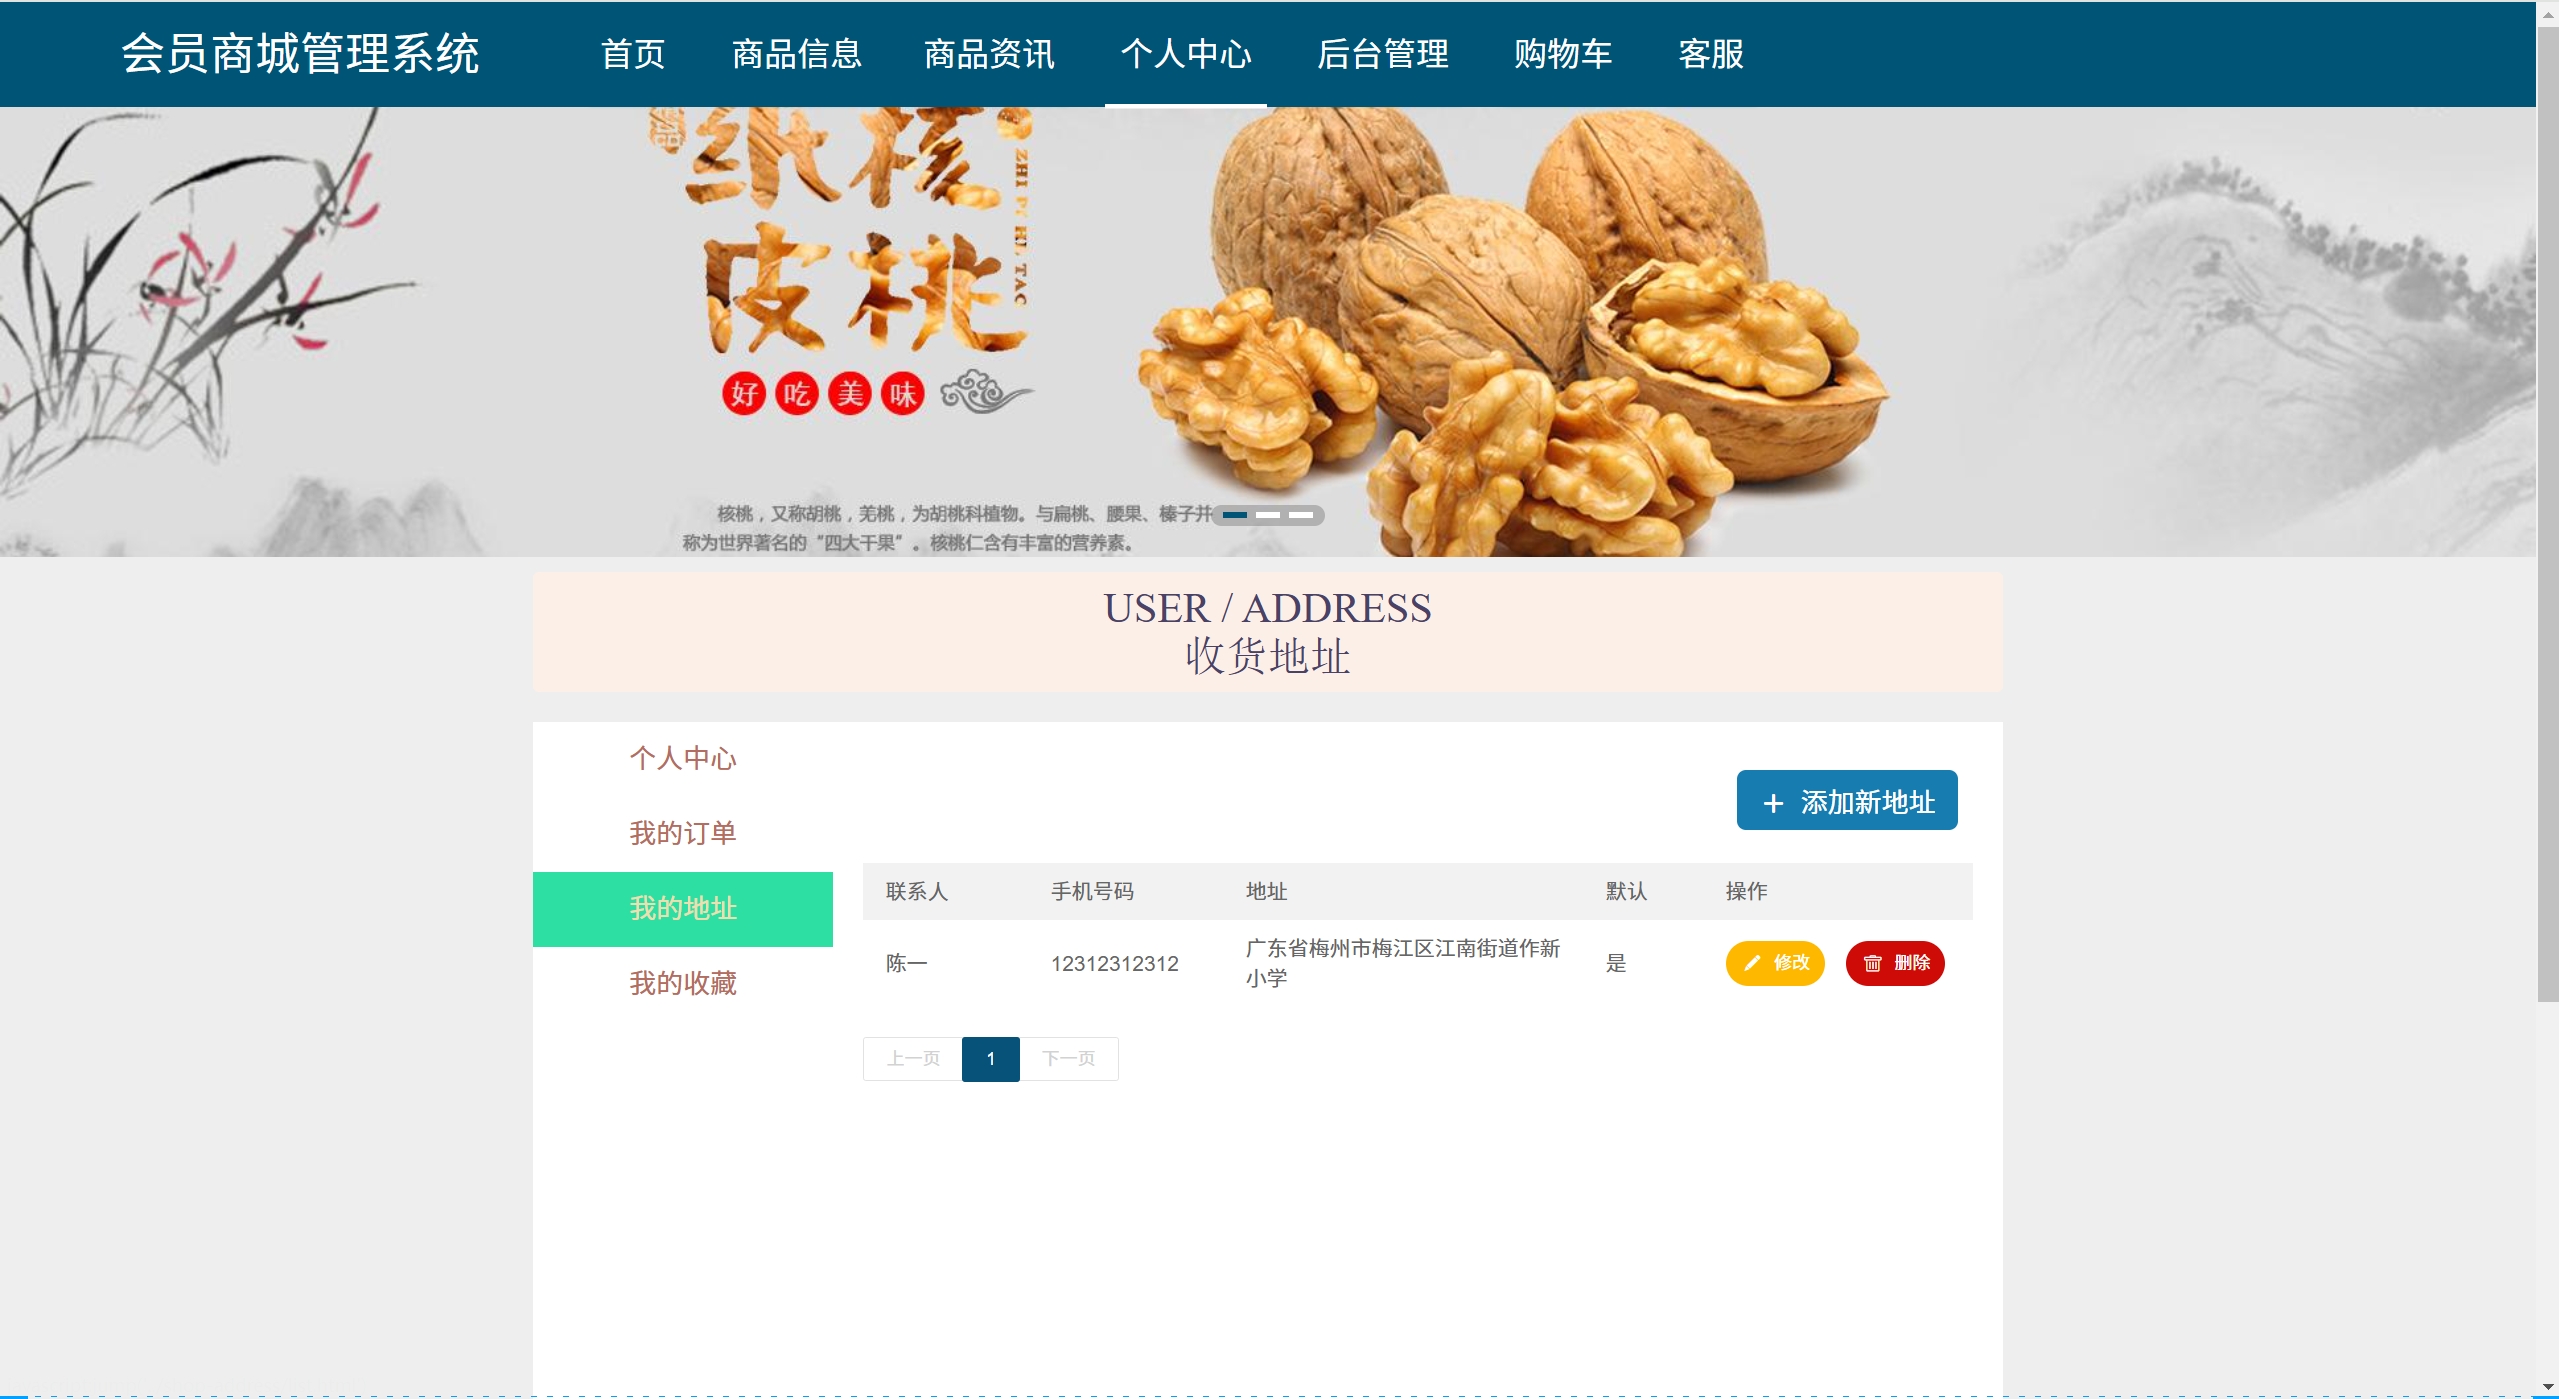 会员商城管理系统
首页 商品信息 商品资讯 个人中心 后台管理 购物车 客服
纸核
皮桃
好吃美味
核桃，又称胡桃，羌桃，为胡桃科植物。与扁桃、腰果、榛子并
称为世界著名的“四大干果”。核桃仁含有丰富的营养素。
USER / ADDRESS
收货地址
个人中心
我的订单
我的地址
我的收藏
添加新地址
联系人 手机号码 地址 默认 操作
陈一 12312312312 广东省梅州市梅江区江南街道作新 是 修改 删除
小学
上一页 1 下一页